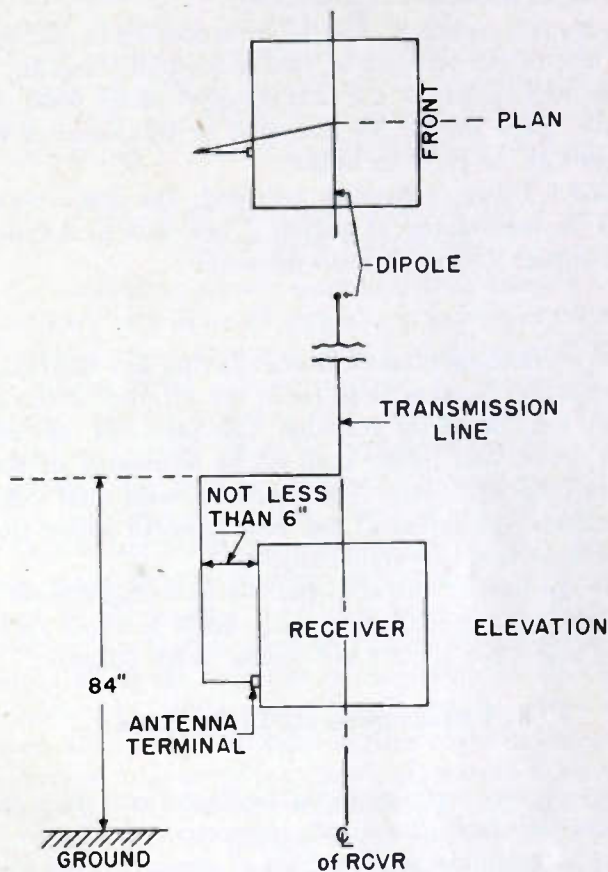 FRONT
PLAN
DIPOLE
TRANSMISSION
LINE
NOT LESS
THAN 6"
RECEIVER
ELEVATION
84"
ANTENNA
TERMINAL
GROUND
℄
of RCVR